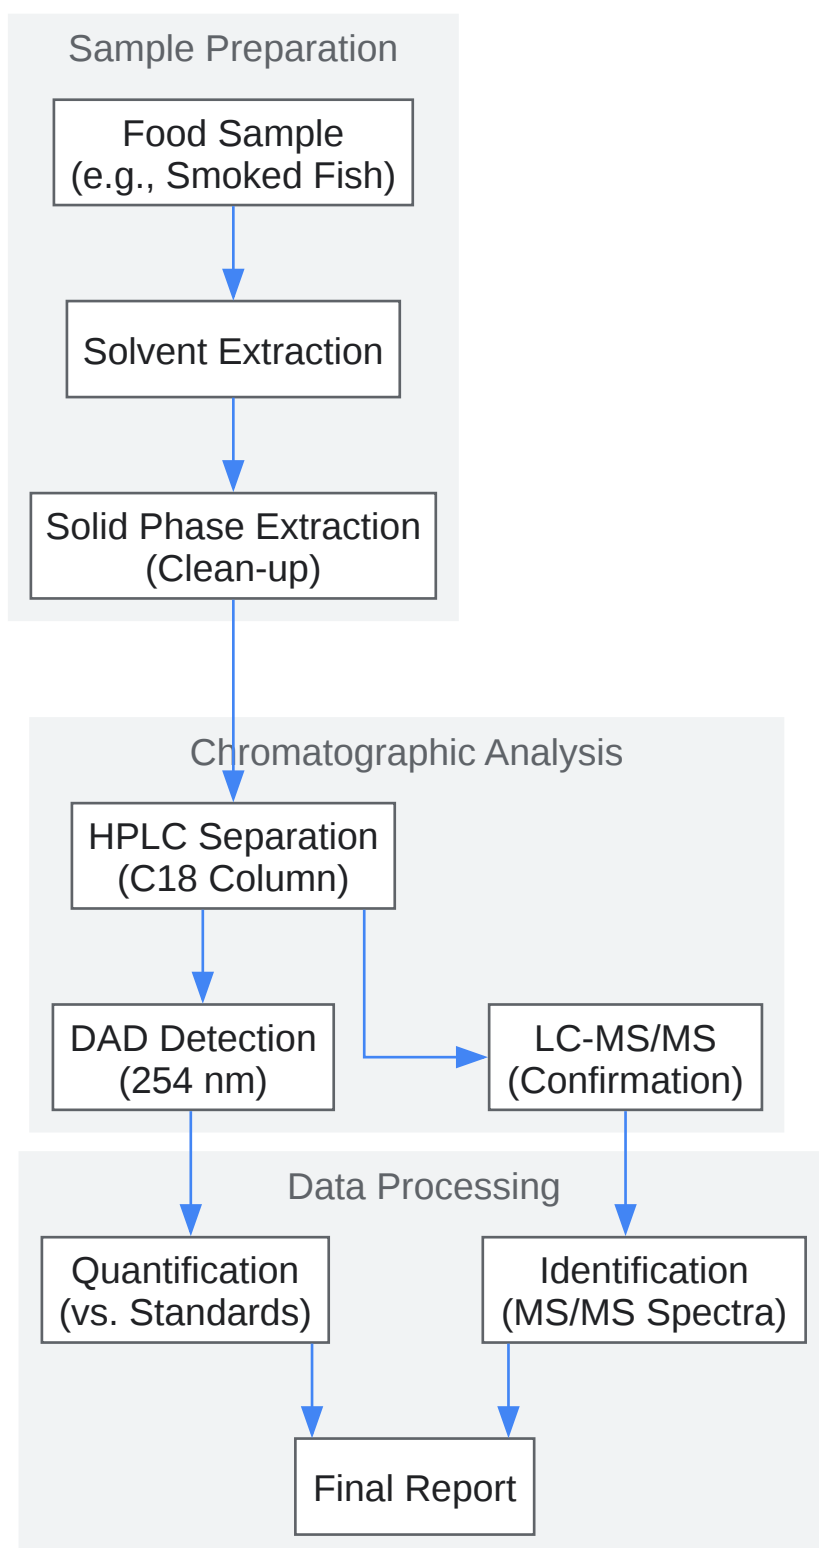 Sample Preparation
Food Sample
(e.g., Smoked Fish)
Solvent Extraction
Solid Phase Extraction
(Clean-up)
Chromatographic Analysis
HPLC Separation
(C18 Column)
DAD Detection
(254 nm)
LC-MS/MS
(Confirmation)
Data Processing
Quantification
(vs. Standards)
Identification
(MS/MS Spectra)
Final Report